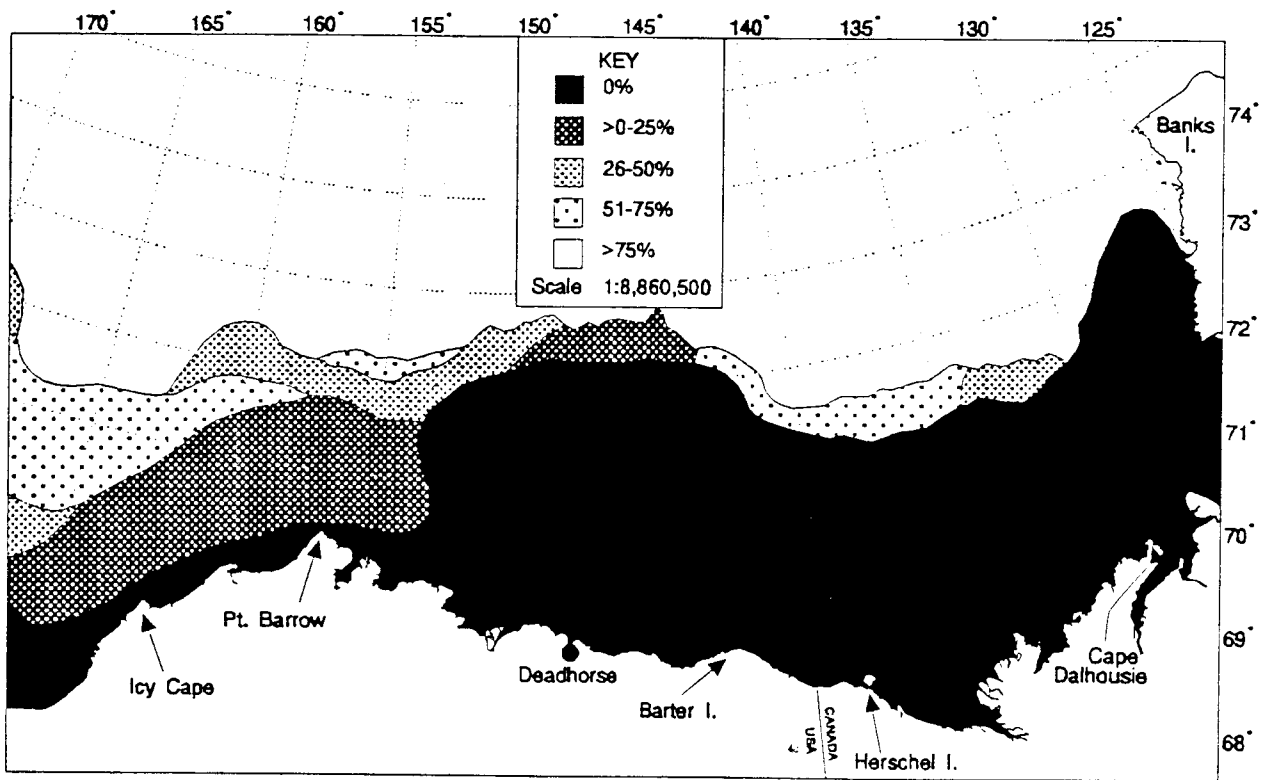 170° 165° 160° 155° 150° 145° 140° 135° 130° 125°
KEY
0%
>0-25%
26-50%
51-75%
>75%
Scale 1:8,860,500
Banks
I.
74°
73°
72°
71°
70°
69°
68°
Pt. Barrow
Icy Cape
Deadhorse
Barter I.
CANADA
USA
Herschel I.
Cape
Dalhousie